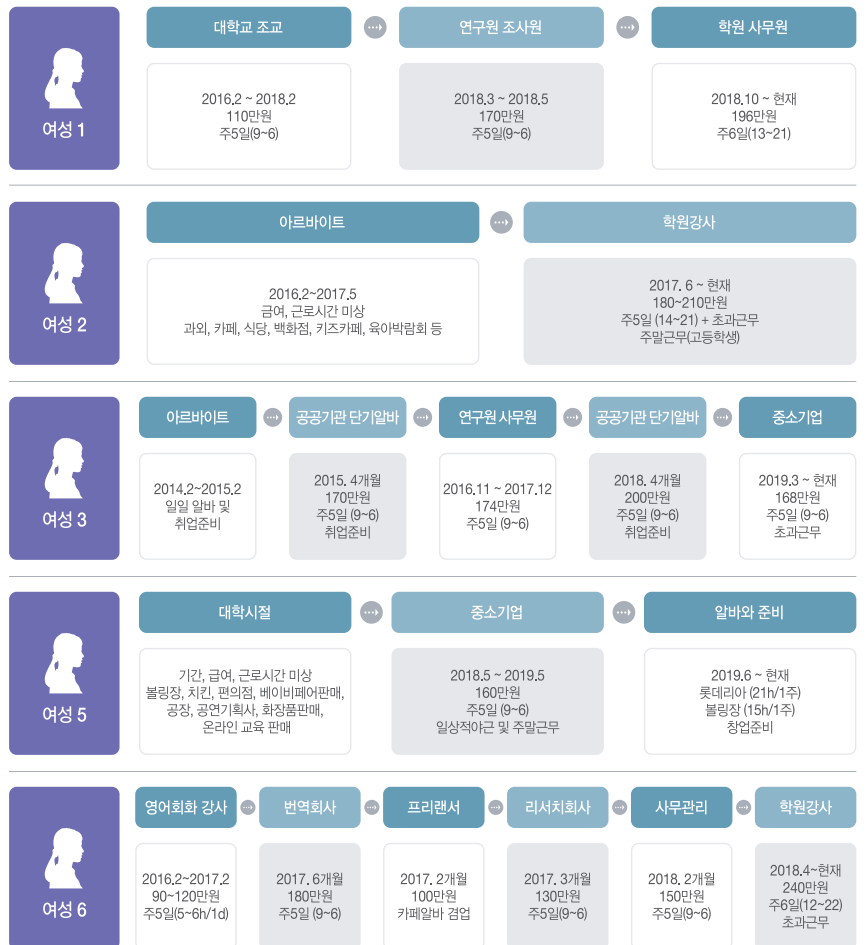 여성 1
대학교 조교
2016.2 ~ 2018.2
110만원
주5일(9~6)
연구원 조사원
2018.3 ~ 2018.5
170만원
주5일(9~6)
학원 사무원
2018.10 ~ 현재
196만원
주6일(13~21)
여성 2
아르바이트
2016.2~2017.5
급여, 근로시간 미상
과외, 카페, 식당, 백화점, 키즈카페, 육아박람회 등
학원강사
2017. 6 ~ 현재
180~210만원
주5일 (14~21) + 초과근무
주말근무(고등학생)
여성 3
아르바이트
2014.2~2015.2
일일 알바 및
취업준비
공공기관 단기알바
2015. 4개월
170만원
주5일 (9~6)
취업준비
연구원 사무원
2016.11 ~ 2017.12
174만원
주5일 (9~6)
공공기관 단기알바
2018. 4개월
200만원
주5일 (9~6)
취업준비
중소기업
2019.3 ~ 현재
168만원
주5일 (9~6)
초과근무
여성 5
대학시절
기간, 급여, 근로시간 미상
볼링장, 치킨, 편의점, 베이비페어판매,
공장, 공연기획사, 화장품판매,
온라인 교육 판매
중소기업
2018.5 ~ 2019.5
160만원
주5일 (9~6)
일상적야근 및 주말근무
알바와 준비
2019.6 ~ 현재
롯데리아 (21h/1주)
볼링장 (15h/1주)
창업준비
여성 6
영어회화 강사
2016.2~2017.2
90~120만원
주5일(5~6h/1d)
번역회사
2017. 6개월
180만원
주5일 (9~6)
프리랜서
2017. 2개월
100만원
카페알바 겸업
리서치회사
2017. 3개월
130만원
주5일(9~6)
사무관리
2018. 2개월
150만원
주5일(9~6)
학원강사
2018.4~현재
240만원
주6일(12~22)
초과근무